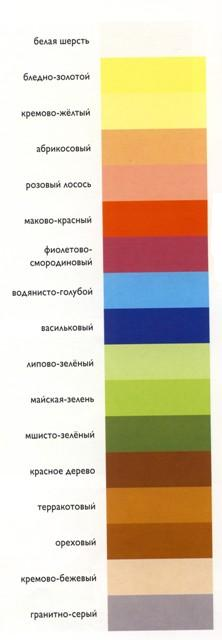 белая шерсть
бледно-золотой
кремово-жёлтый
абрикосовый
розовый лосось
маково-красный
фиолетово-
смородиновый
водянисто-голубой
васильковый
липово-зелёный
майская-зелень
мшисто-зелёный
красное дерево
терракотовый
ореховый
кремово-бежевый
гранитно-серый